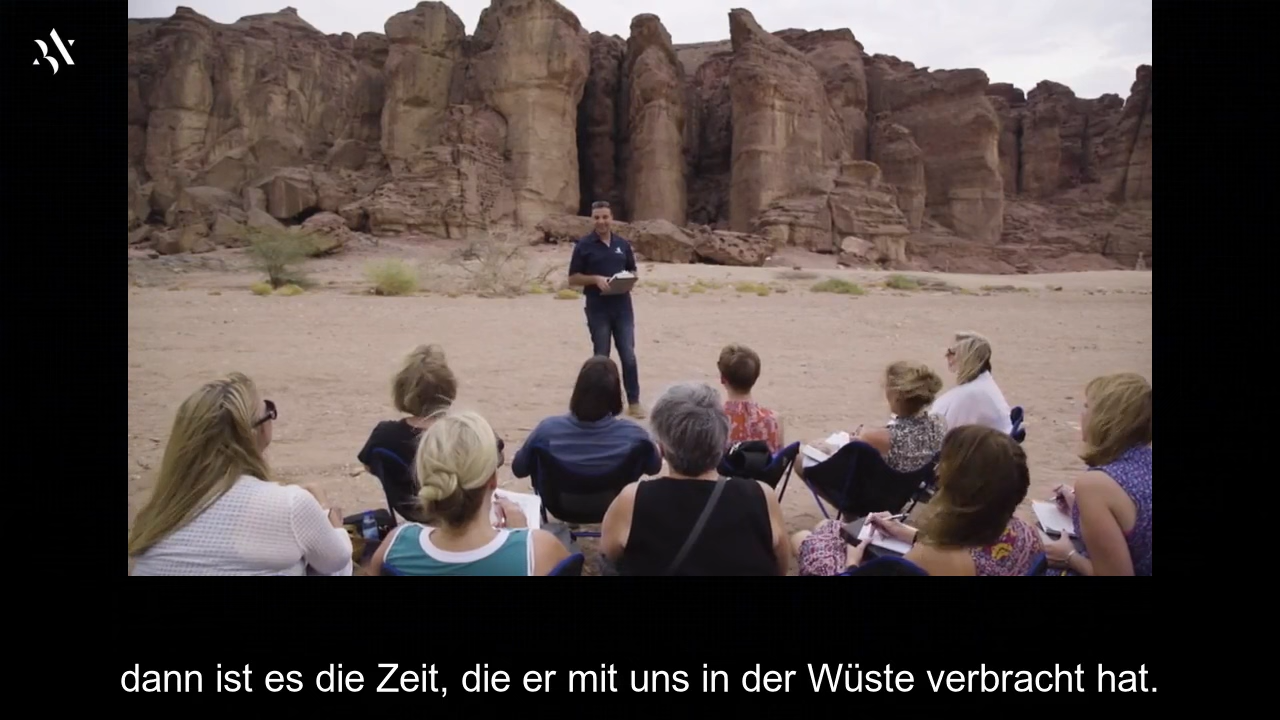 dann ist es die Zeit, die er mit uns in der Wüste verbracht hat.